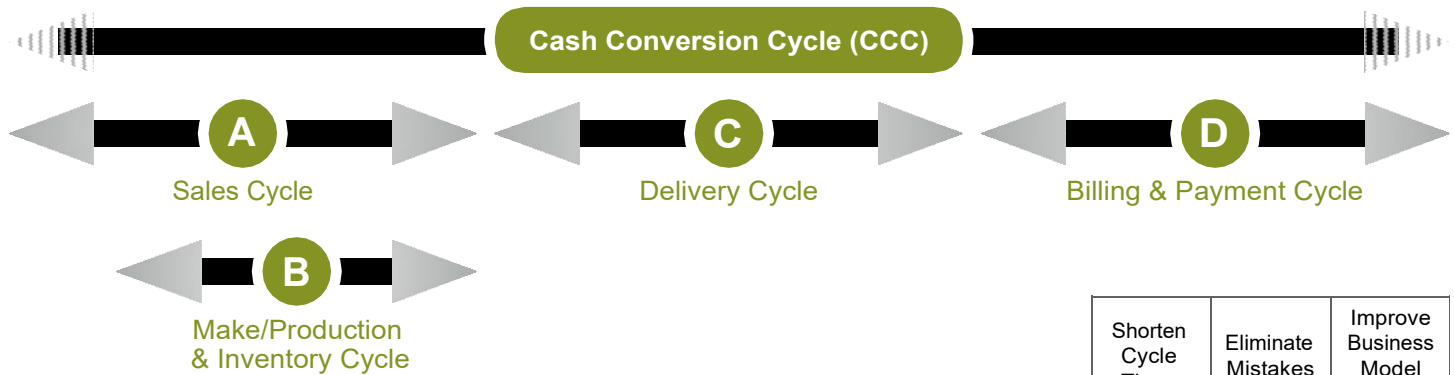 Cash Conversion Cycle (CCC)
A
C
D
Sales Cycle
Delivery Cycle
Billing & Payment Cycle
B
Make/Production
& Inventory Cycle
Shorten
Cycle
Eliminate
Mistakes
Improve
Business
Model